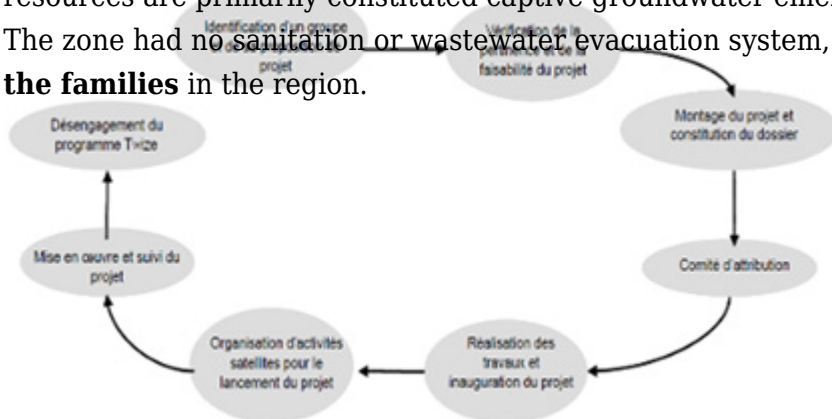 resources are primarily constituted captive groundwater
The zone had no sanitation or wastewater evacuation system,
the families in the region.
Identification d'un groupe
projet
Vérification de la
faisabilité du projet
Montage du projet et
constitution du dossier
Comité d'attribution
Réalisation des
travaux et
inauguration du projet
Organisation d'activités
satellites pour le
lancement du projet
Mise en œuvre et suivi du
projet
Désengagement du
programme